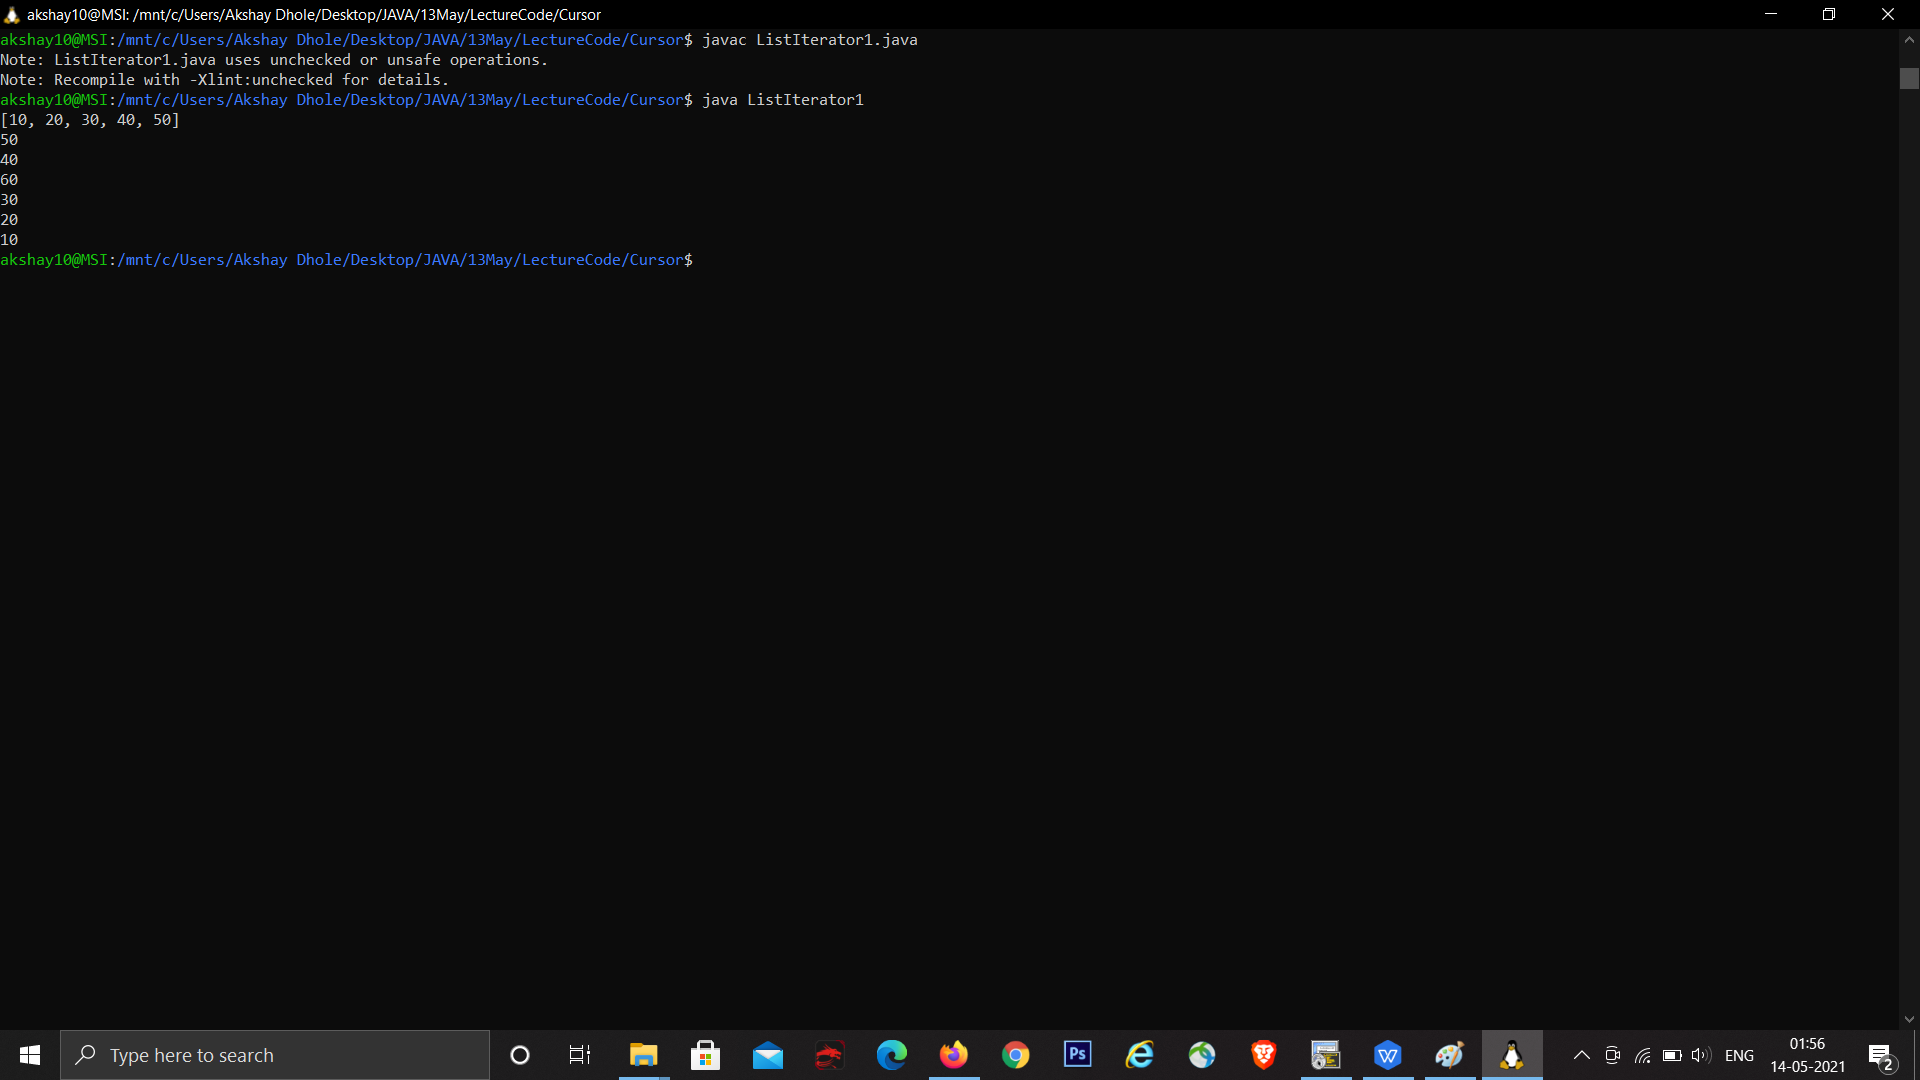 akshay10@MSI: /mnt/c/Users/Akshay Dhole/Desktop/JAVA/13May/LectureCode/Cursor
akshay10@MSI:/mnt/c/Users/Akshay Dhole/Desktop/JAVA/13May/LectureCode/Cursor$ javac ListIterator1.java
Note: ListIterator1.java uses unchecked or unsafe operations.
Note: Recompile with -Xlint:unchecked for details.
akshay10@MSI:/mnt/c/Users/Akshay Dhole/Desktop/JAVA/13May/LectureCode/Cursor$ java ListIterator1
[10, 20, 30, 40, 50]
50
40
60
30
20
10
akshay10@MSI:/mnt/c/Users/Akshay Dhole/Desktop/JAVA/13May/LectureCode/Cursor$
Type here to search
Ps
W
ENG
01:56
14-05-2021
2